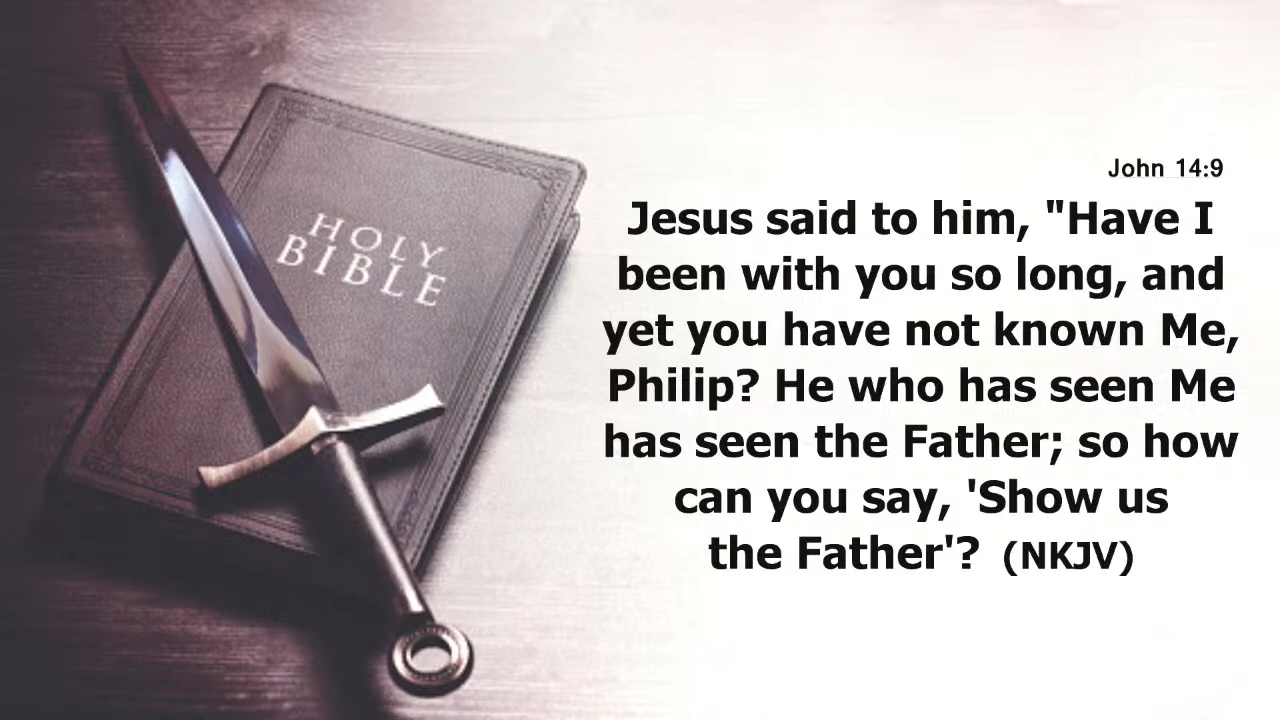 HOLY
BIBLE
John 14:9
Jesus said to him, "Have I
been with you so long, and
yet you have not known Me,
Philip? He who has seen Me
has seen the Father; so how
can you say, 'Show us
the Father'? (NKJV)